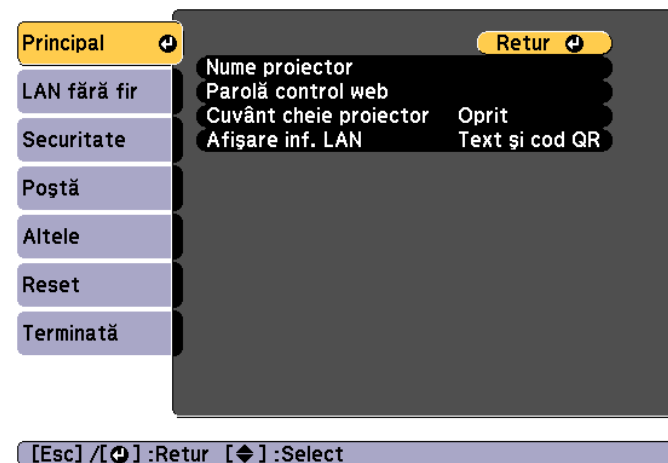 Principal
LAN fără fir
Securitate
Poştă
Altele
Reset
Terminată
Retur
Nume proiector
Parolă control web
Cuvânt cheie proiector Oprit
Afişare inf. LAN Text şi cod QR
[Esc] /[ ] :Retur [ ] :Select